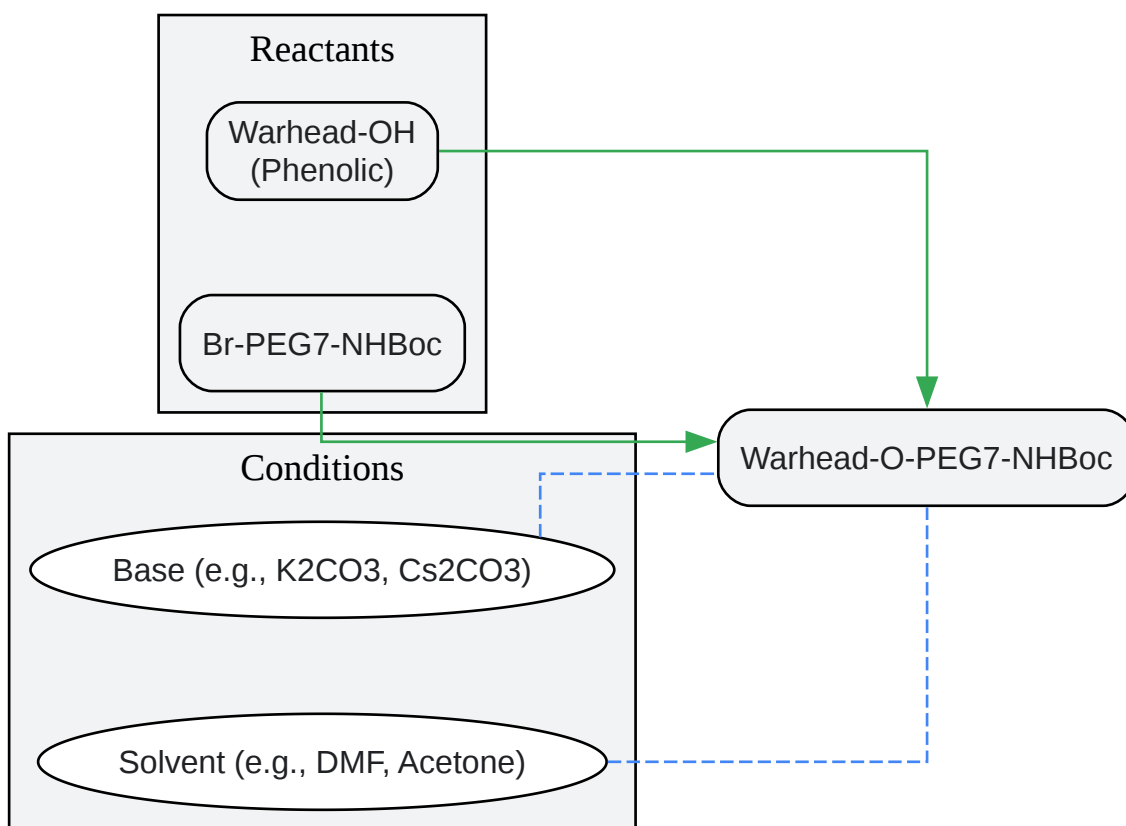 Reactants
Warhead-OH
(Phenolic)
Br-PEG7-NHBoc
Warhead-O-PEG7-NHBoc
Conditions
Base (e.g., K2CO3, Cs2CO3)
Solvent (e.g., DMF, Acetone)